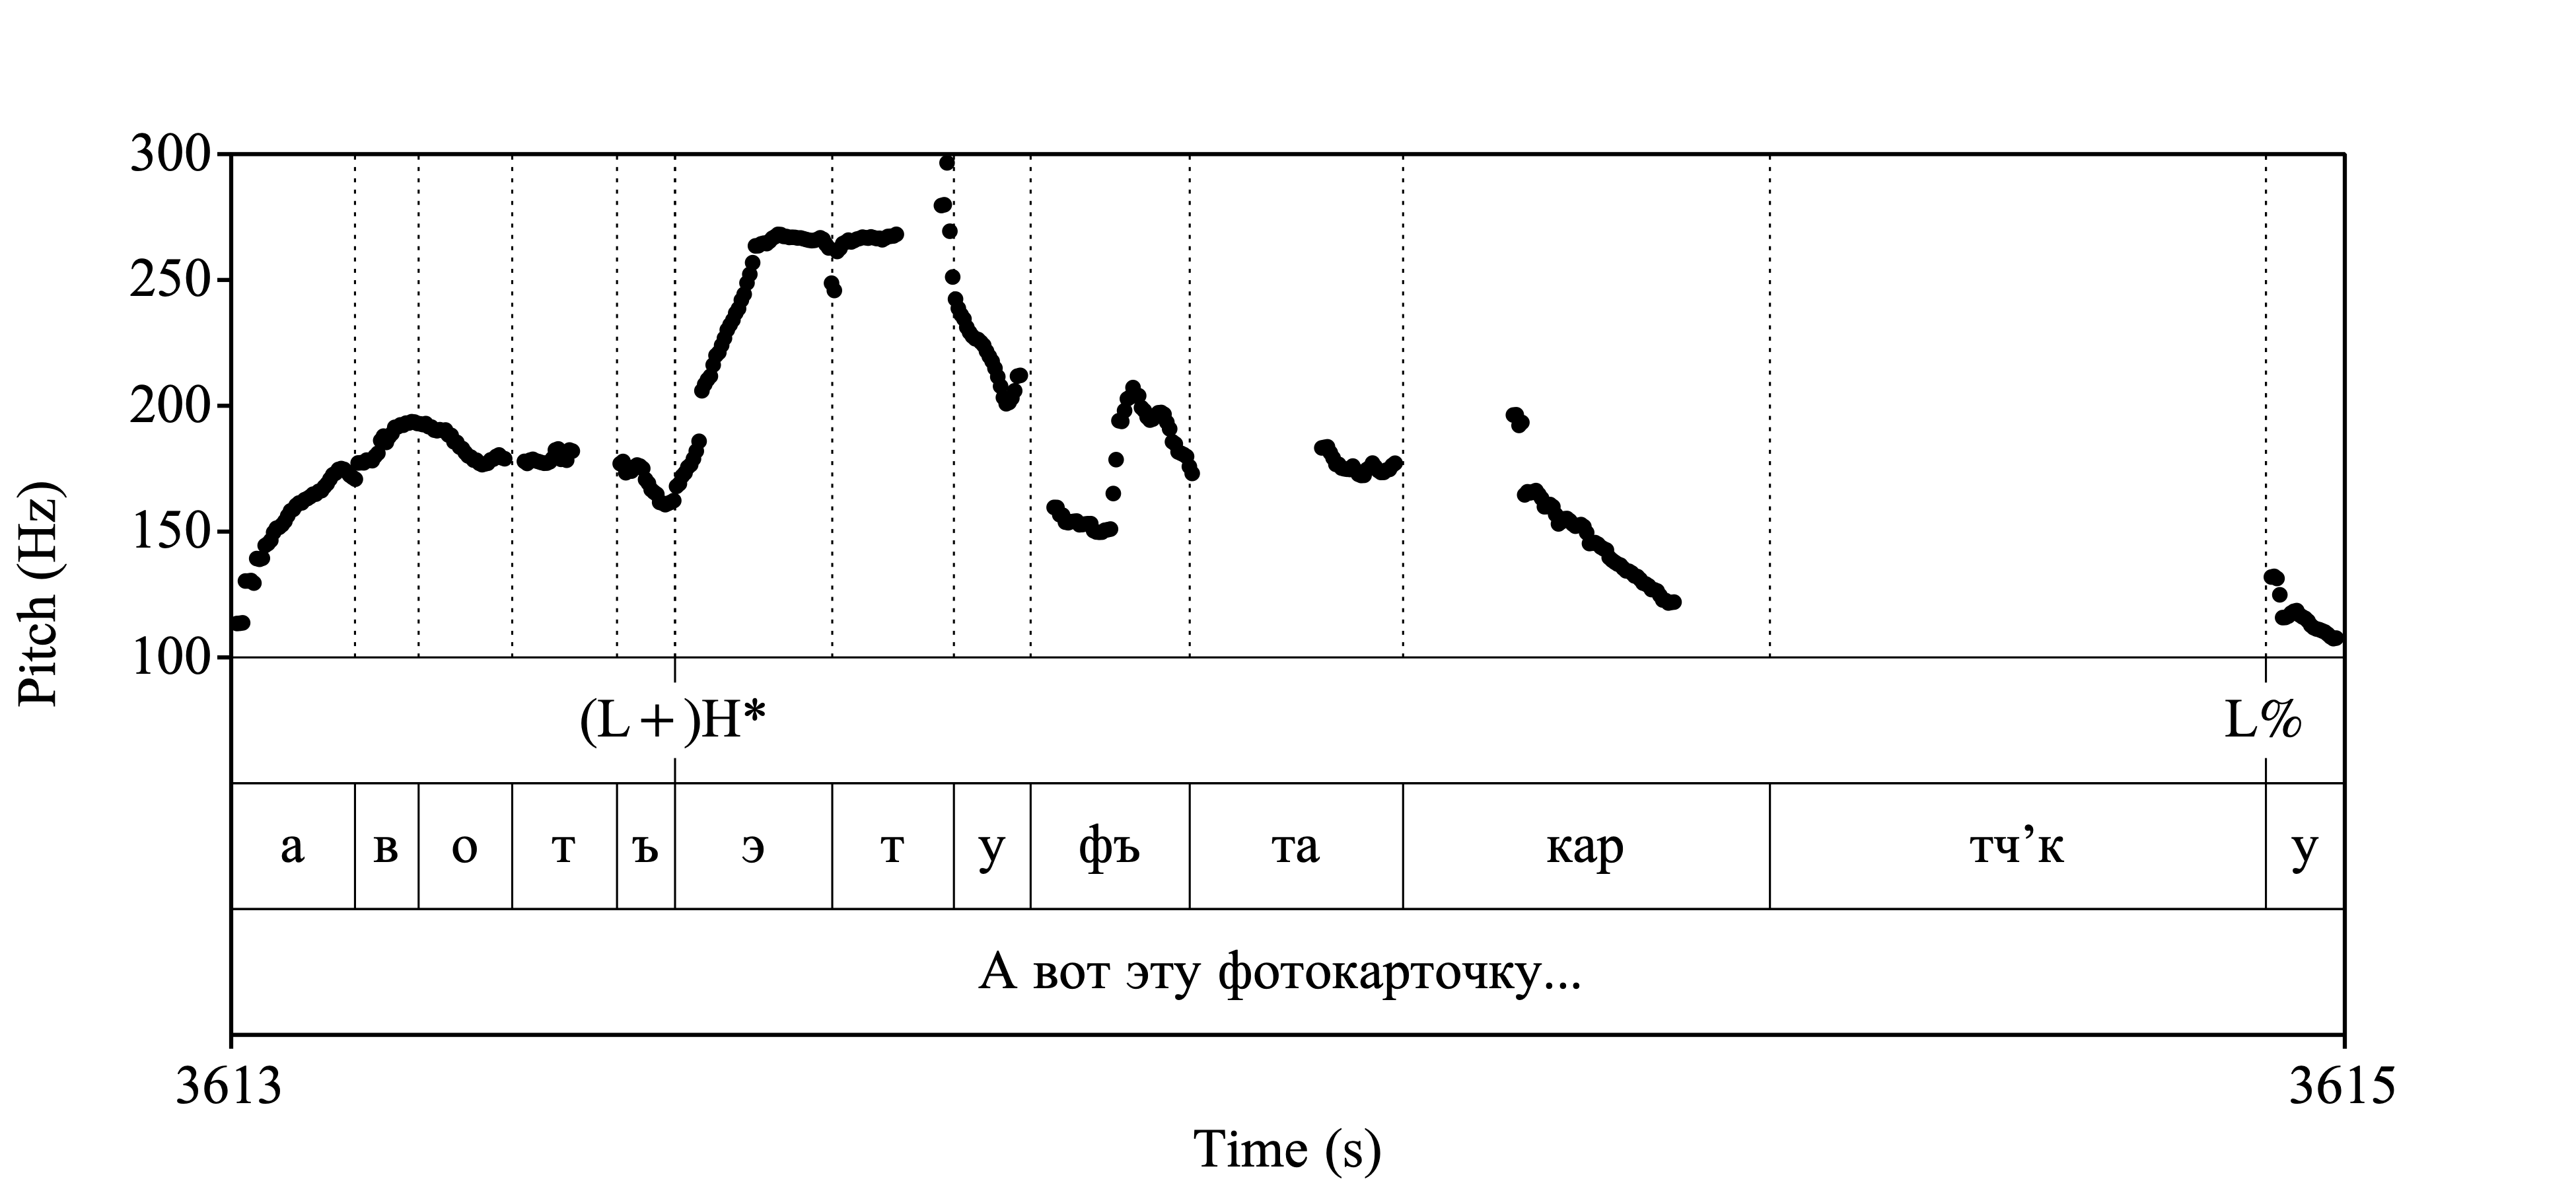 300
250
200
150
100
Pitch (Hz)
(L+)H* L%
а в о т ъ э т у фъ та кар тч’к у
А вот эту фотокарточку...
3613 3615
Time (s)